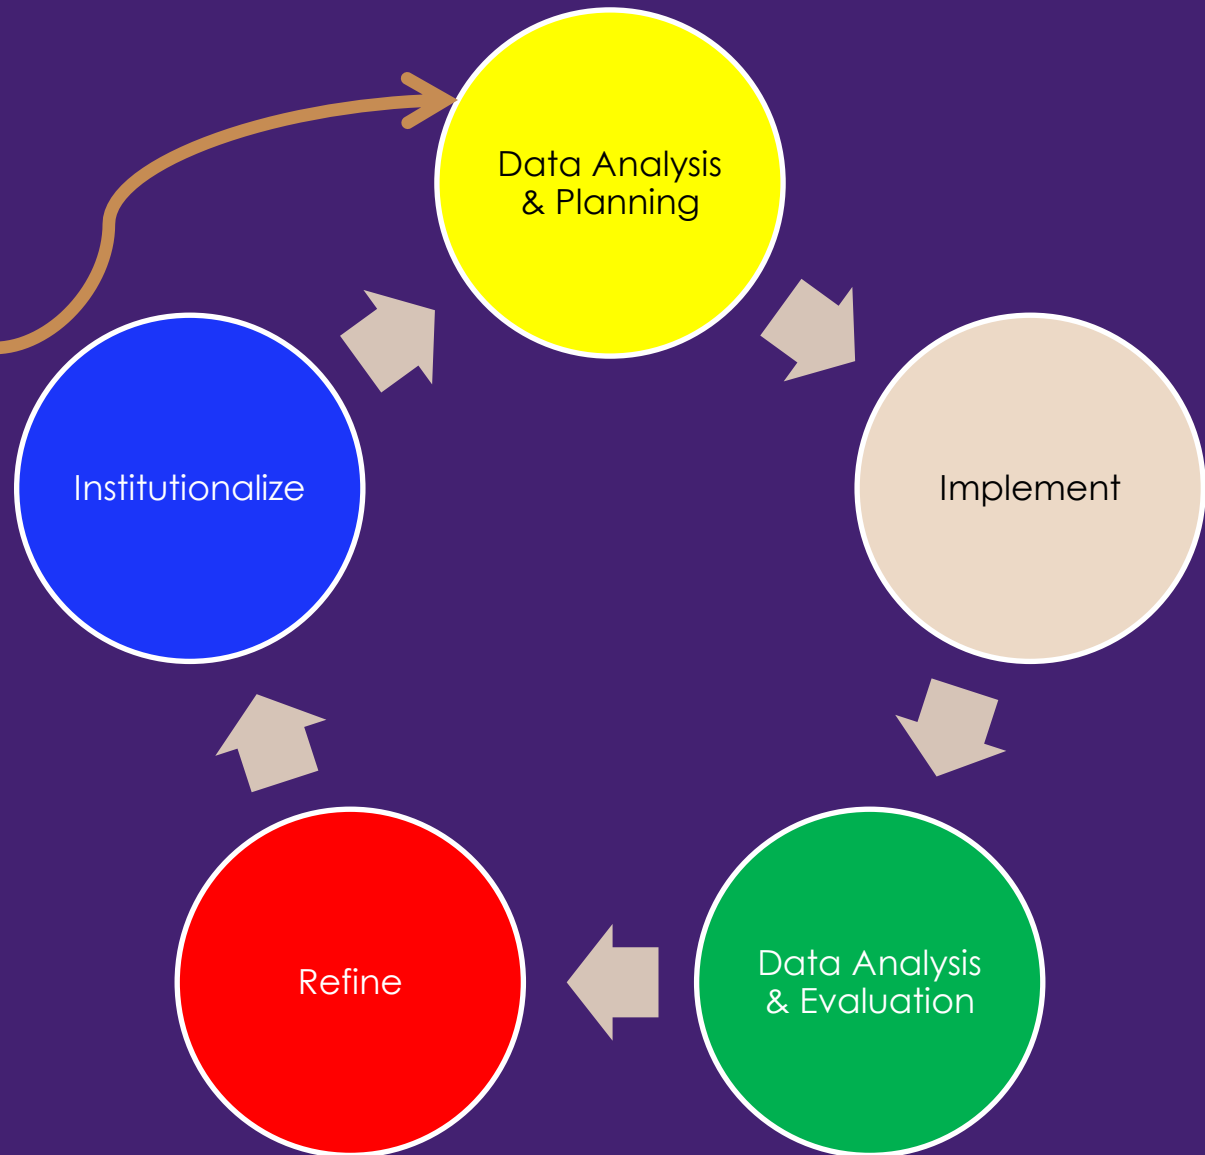 Data Analysis
& Planning
Implement
Data Analysis
& Evaluation
Refine
Institutionalize